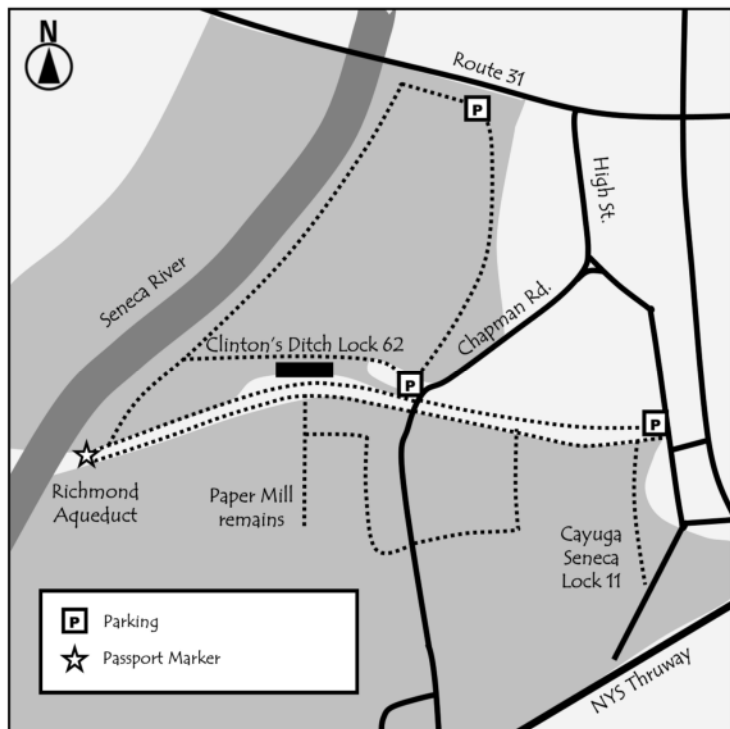 N
Route 31
P
High St.
Seneca River
Chapman Rd.
Clinton's Ditch Lock 62
P
P
Richmond
Aqueduct
Paper Mill
remains
Cayuga
Seneca
Lock 11
P Parking
Passport Marker
NYS Thruway